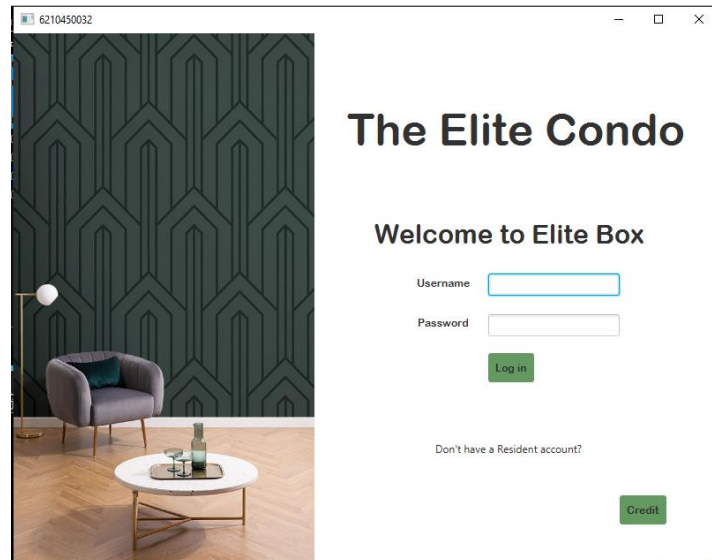 6210450032
The Elite Condo
Welcome to Elite Box
Username
Password
Log in
Don't have a Resident account?
Credit